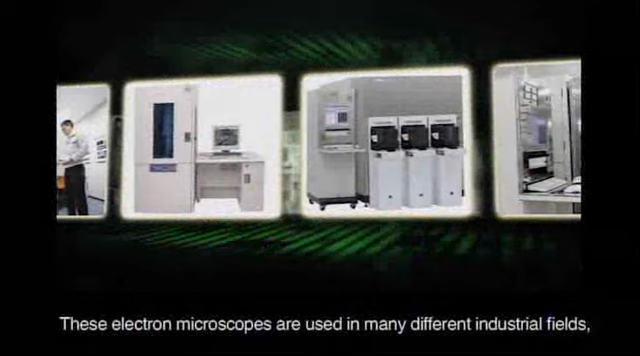 These electron microscopes are used in many different industrial fields,